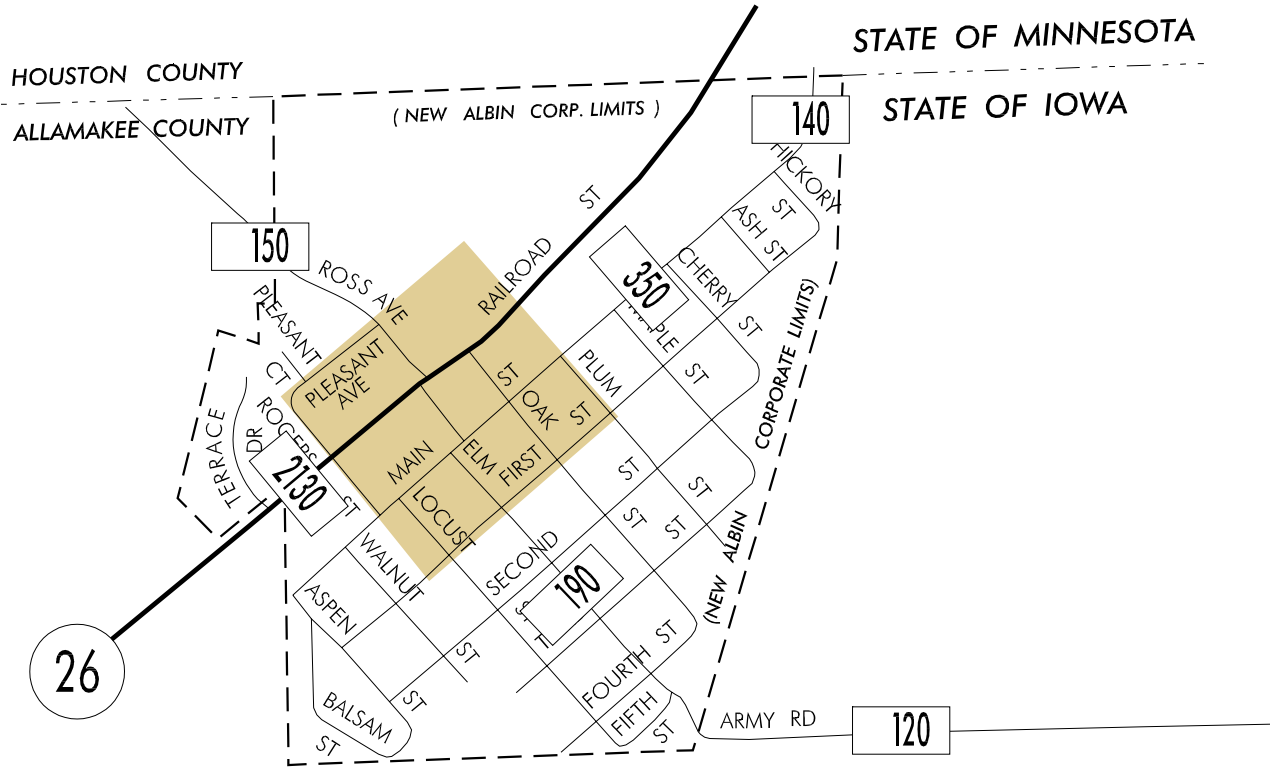 STATE OF MINNESOTA
HOUSTON COUNTY
( NEW ALBIN CORP. LIMITS )
STATE OF IOWA
ALLAMAKEE COUNTY
140
HICKORY
ST
ASH ST
150
RAILROAD ST
ROSS AVE
CHERRY ST
350
PLEASANT CT
PLEASANT
AVE
PLUM ST
ST
OAK ST
ROGERS ST
TERRACE DR
2130
MAIN ST
ELM ST
FIRST ST
LOCUST
WALNUT ST
SECOND ST
190
ASPEN ST
(NEW ALBIN CORPORATE LIMITS)
26
FOURTH ST
FIFTH ST
BALSAM
ST
ARMY RD
120